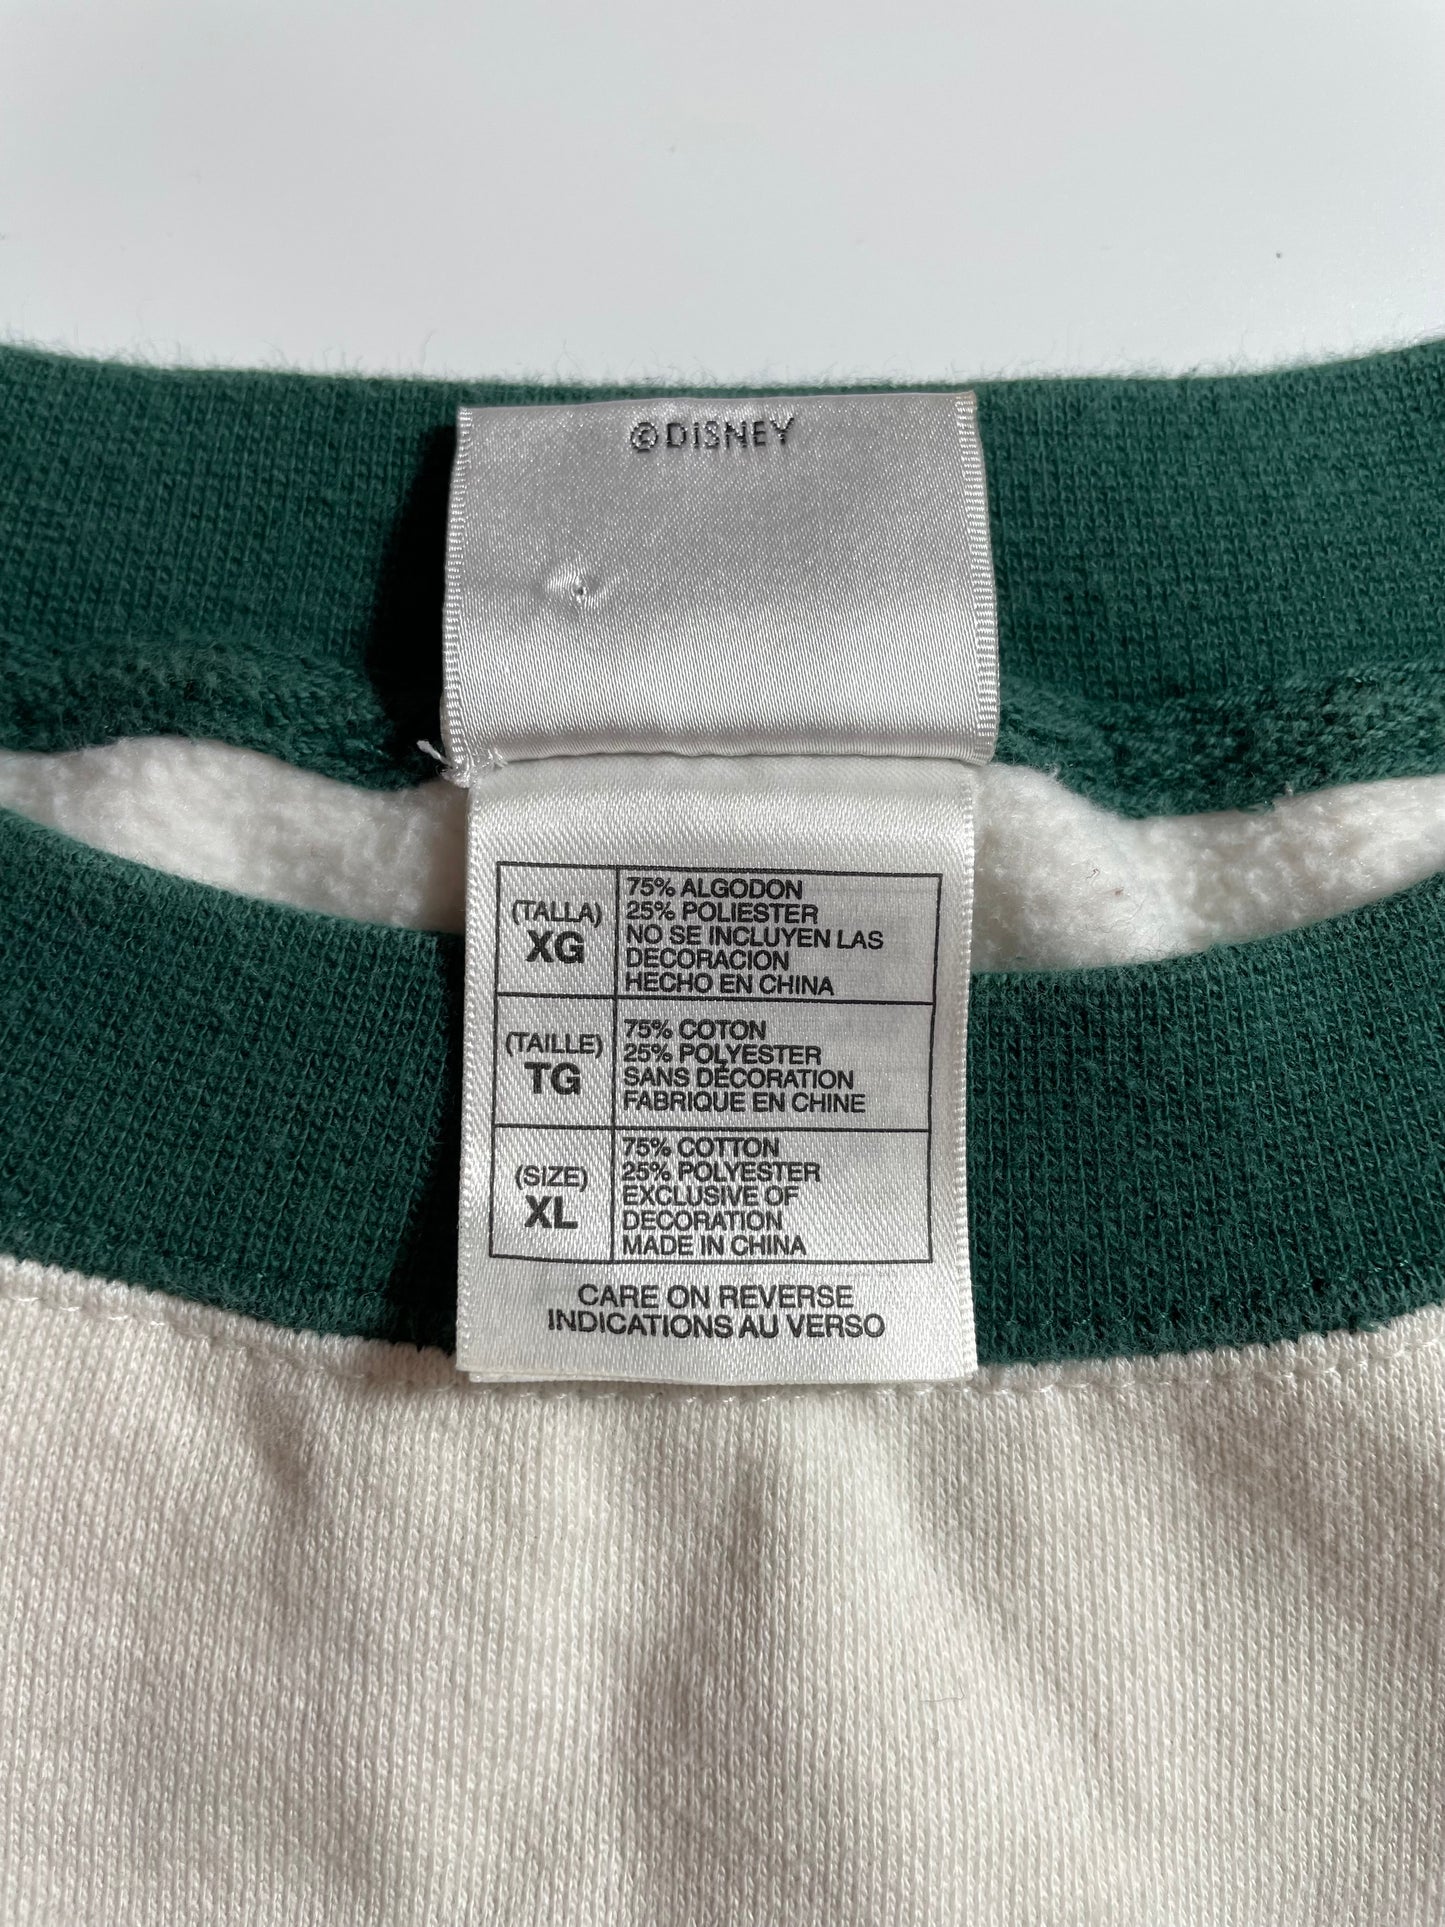 ©DISNEY
(TALLA)
XG
75% ALGODON
25% POLIESTER
NO SE INCLUYEN LAS
DECORACION
HECHO EN CHINA
(TAILLE)
TG
75% COTON
25% POLYESTER
SANS DÉCORATION
FABRIQUE EN CHINE
(SIZE)
XL
75% COTTON
25% POLYESTER
EXCLUSIVE OF
DECORATION
MADE IN CHINA
CARE ON REVERSE
INDICATIONS AU VERSO